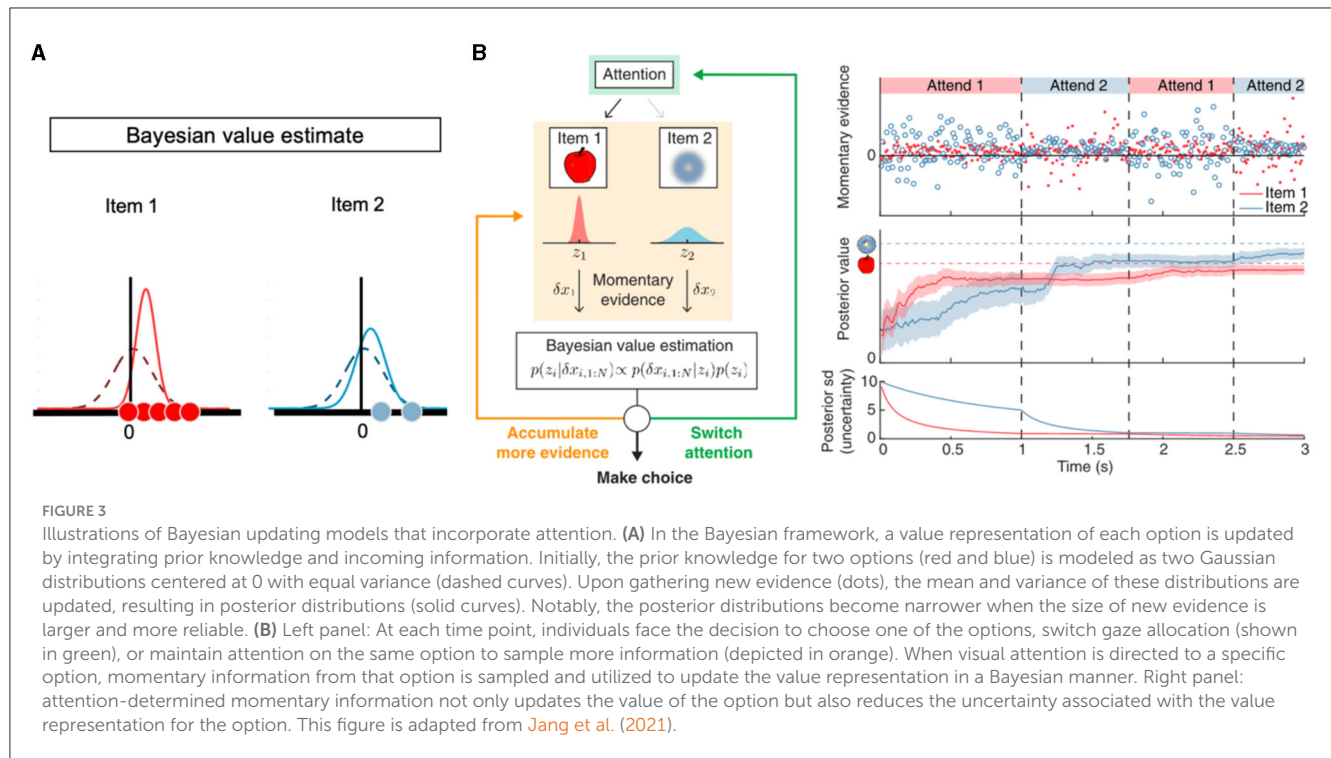 A
Bayesian value estimate
Item 1
Item 2
0
0
B
Attention
Item 1
Item 2
z₁
z₂
δx₁
Momentary
evidence
δx₂
Bayesian value estimation
p(zᵢ|δxᵢ,₁:N) ∝ p(δxᵢ,₁:N|zᵢ)p(zᵢ)
Accumulate
more evidence
Switch
attention
Make choice
Attend 1
Attend 2
Attend 1
Attend 2
Momentary evidence
0
Item 1
Item 2
Posterior value
0
Posterior sd
(uncertainty)
10
5
0
0
0.5
1
1.5
2
2.5
3
Time (s)
FIGURE 3
Illustrations of Bayesian updating models that incorporate attention. (A) In the Bayesian framework, a value representation of each option is updated
by integrating prior knowledge and incoming information. Initially, the prior knowledge for two options (red and blue) is modeled as two Gaussian
distributions centered at 0 with equal variance (dashed curves). Upon gathering new evidence (dots), the mean and variance of these distributions are
updated, resulting in posterior distributions (solid curves). Notably, the posterior distributions become narrower when the size of new evidence is
larger and more reliable. (B) Left panel: At each time point, individuals face the decision to choose one of the options, switch gaze allocation (shown
in green), or maintain attention on the same option to sample more information (depicted in orange). When visual attention is directed to a specific
option, momentary information from that option is sampled and utilized to update the value representation in a Bayesian manner. Right panel:
attention-determined momentary information not only updates the value of the option but also reduces the uncertainty associated with the value
representation for the option. This figure is adapted from Jang et al. (2021).